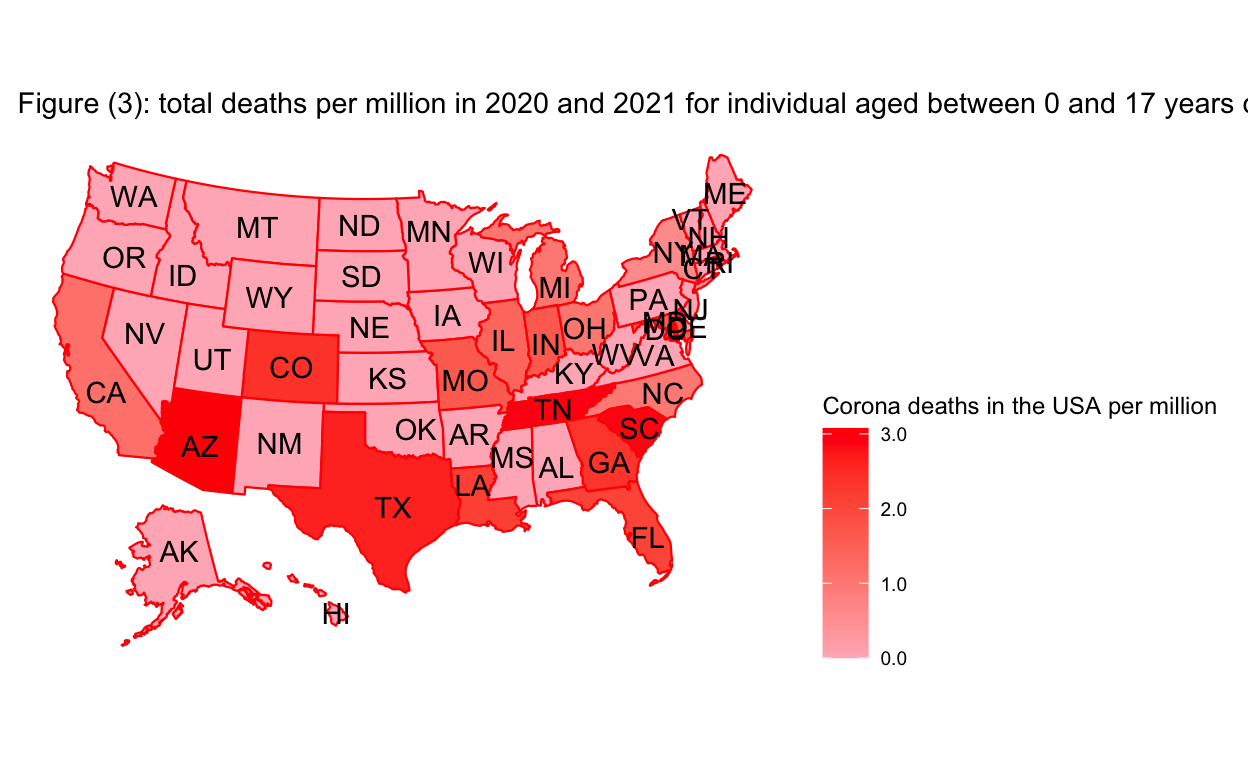 Figure (3): total deaths per million in 2020 and 2021 for individual aged between 0 and 17 years
ME
WA
VT
MT
ND
MN
NH
NY
MA
OR
WI
CT
RI
ID
SD
MI
WY
PA
NJ
IA
MD
DC
DE
NV
NE
OH
IL
IN
WV
VA
UT
CO
KY
KS
MO
CA
NC
TN
OK
AR
SC
AZ
NM
MS
AL
GA
LA
TX
FL
AK
HI
Corona deaths in the USA per million
3.0
2.0
1.0
0.0